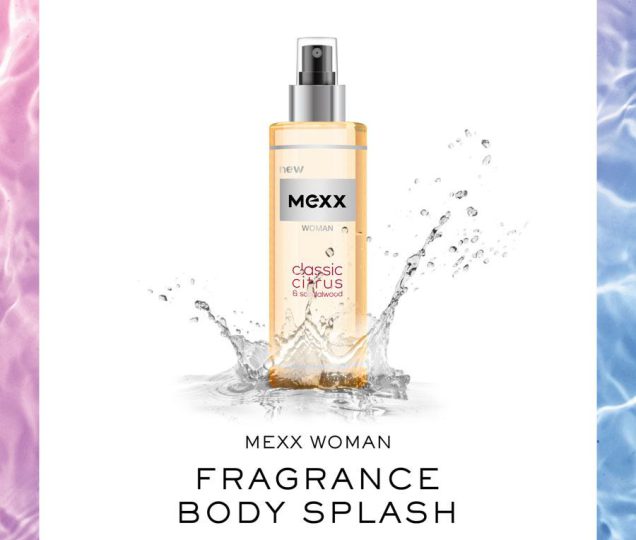 new
mexx
WOMAN
classic
citrus
& sandalwood
MEXX WOMAN
FRAGRANCE
BODY SPLASH